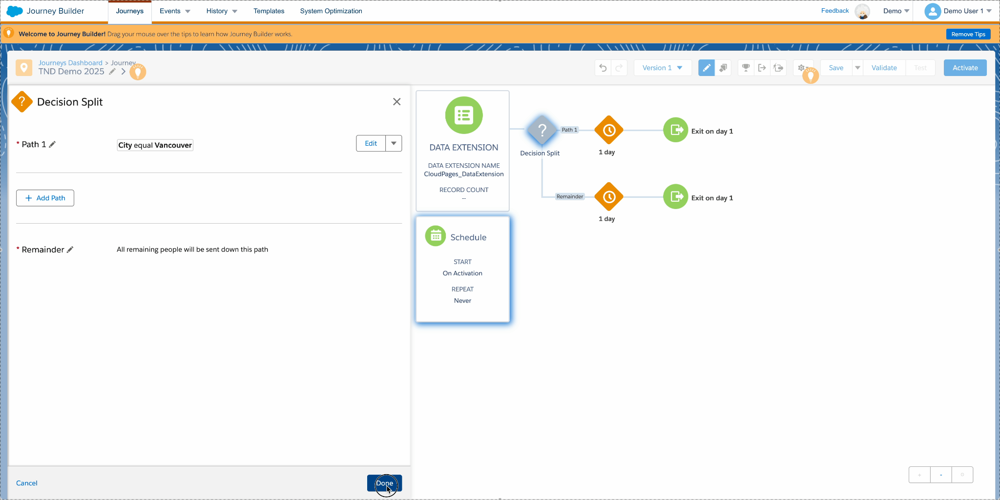 Journey Builder
Journeys
Events
History
Templates
System Optimization
Feedback
Demo
Demo User 1
Welcome to Journey Builder! Drag your mouse over the tips to learn how Journey Builder works.
Remove Tips
Journeys Dashboard > Journey
TND Demo 2025
Version 1
Save
Validate
Test
Activate
? Decision Split
* Path 1
City equal Vancouver
Edit
+ Add Path
* Remainder
All remaining people will be sent down this path
Cancel
Done
DATA EXTENSION
DATA EXTENSION NAME
CloudPages_DataExtension
RECORD COUNT
--
?
Decision Split
Path 1
1 day
Exit on day 1
Remainder
1 day
Exit on day 1
Schedule
START
On Activation
REPEAT
Never
+ -